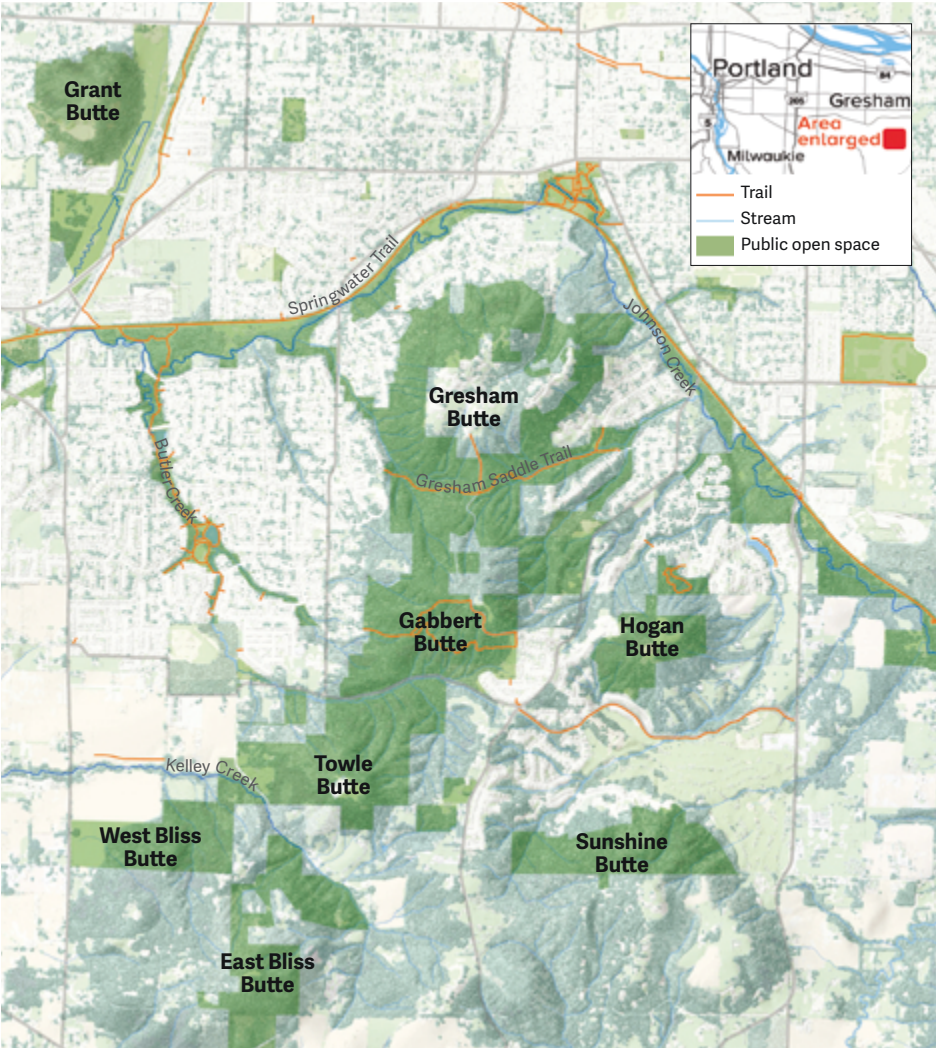 Grant
Butte
Portland
84
205
Gresham
5
Area
enlarged
Milwaukie
Trail
Stream
Public open space
Springwater Trail
Johnson Creek
Gresham
Butte
Gresham Saddle Trail
Butler Creek
Gabbert
Butte
Hogan
Butte
Kelley Creek
Towle
Butte
West Bliss
Butte
Sunshine
Butte
East Bliss
Butte